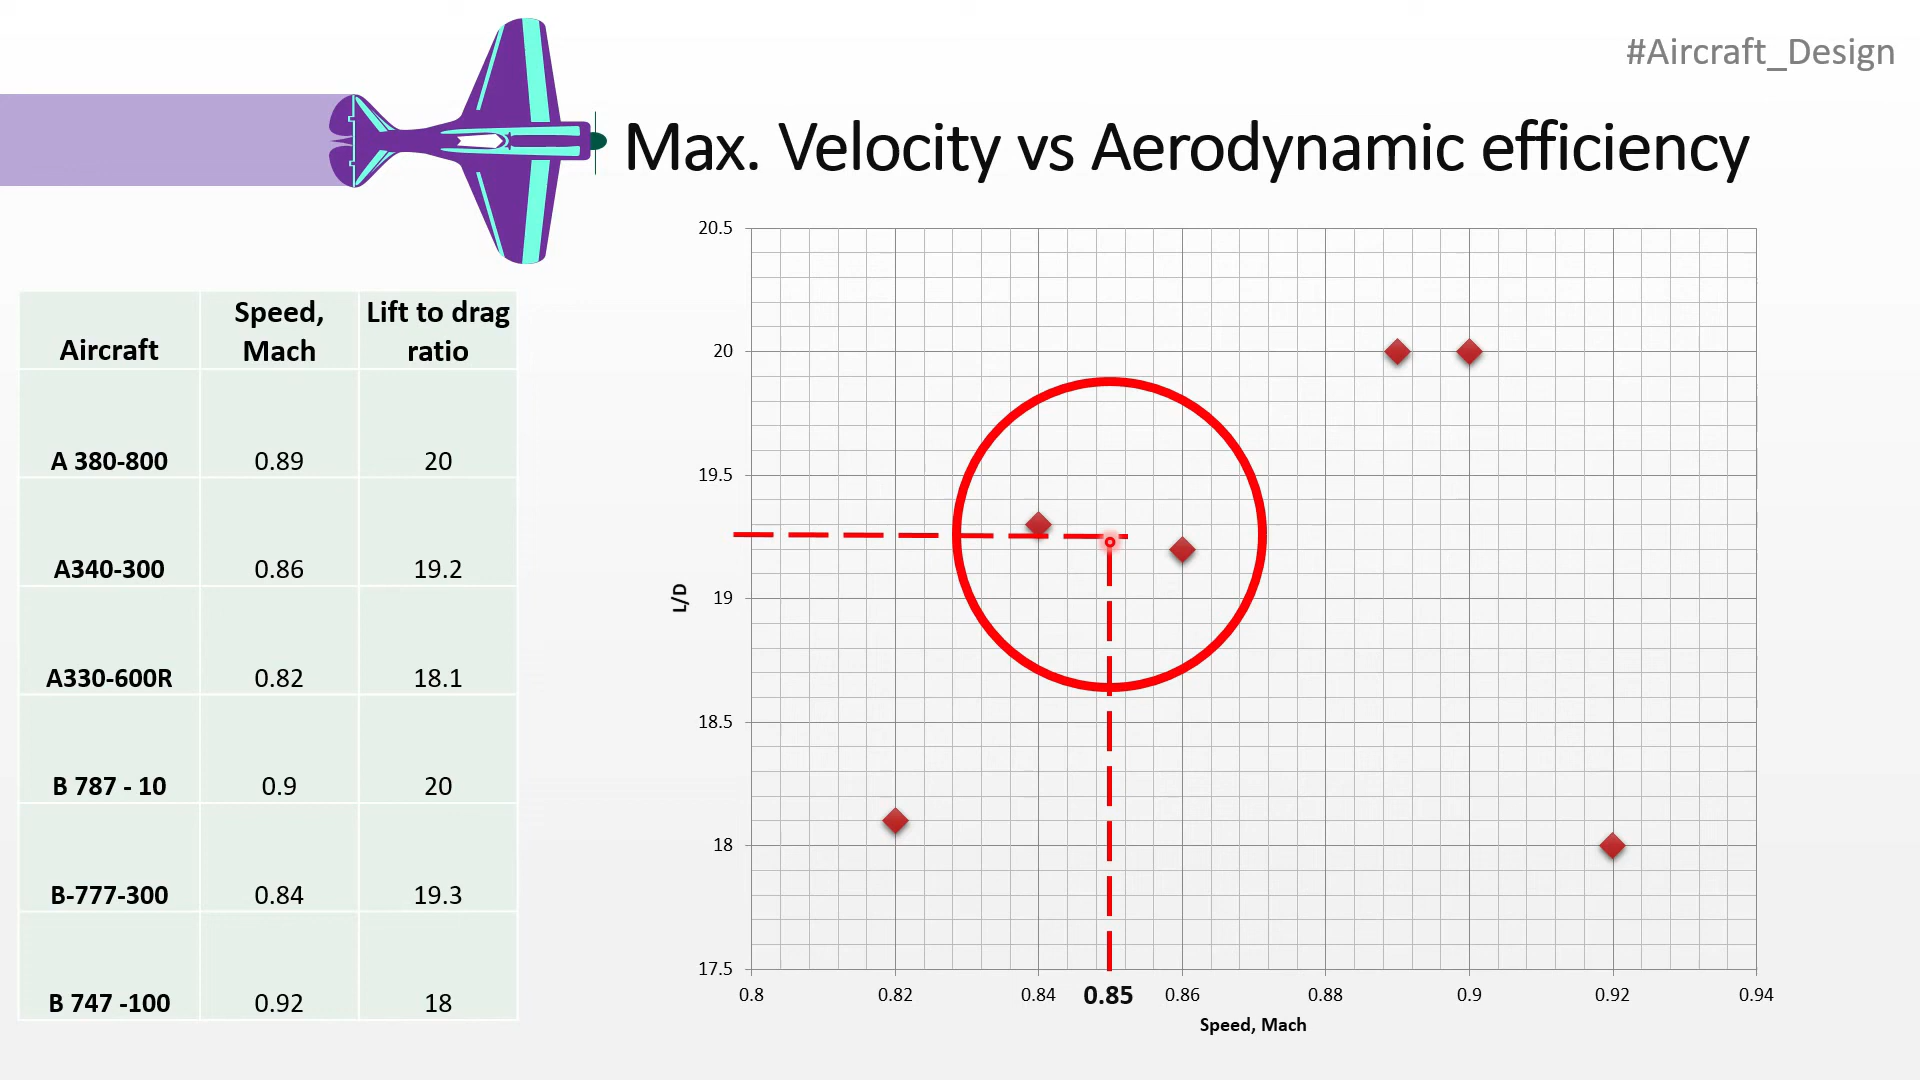 #Aircraft_Design
Max. Velocity vs Aerodynamic efficiency
Aircraft Speed, Mach Lift to drag ratio
A 380-800 0.89 20
A340-300 0.86 19.2
A330-600R 0.82 18.1
B 787 - 10 0.9 20
B-777-300 0.84 19.3
B 747 -100 0.92 18
20.5
20
19.5
19
18.5
18
17.5
L/D
0.8 0.82 0.84 0.85 0.86 0.88 0.9 0.92 0.94
Speed, Mach